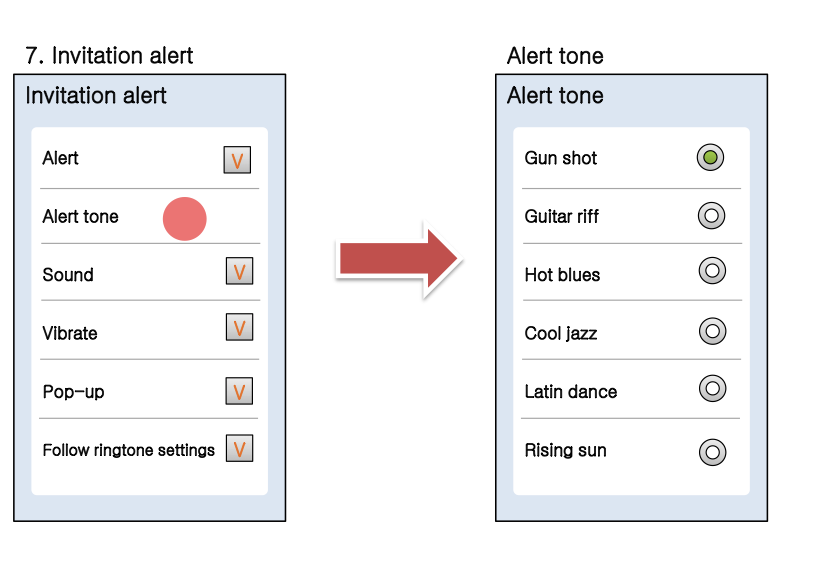 7. Invitation alert
Invitation alert
Alert V
Alert tone
Sound V
Vibrate V
Pop-up V
Follow ringtone settings V
Alert tone
Alert tone
Gun shot
Guitar riff
Hot blues
Cool jazz
Latin dance
Rising sun